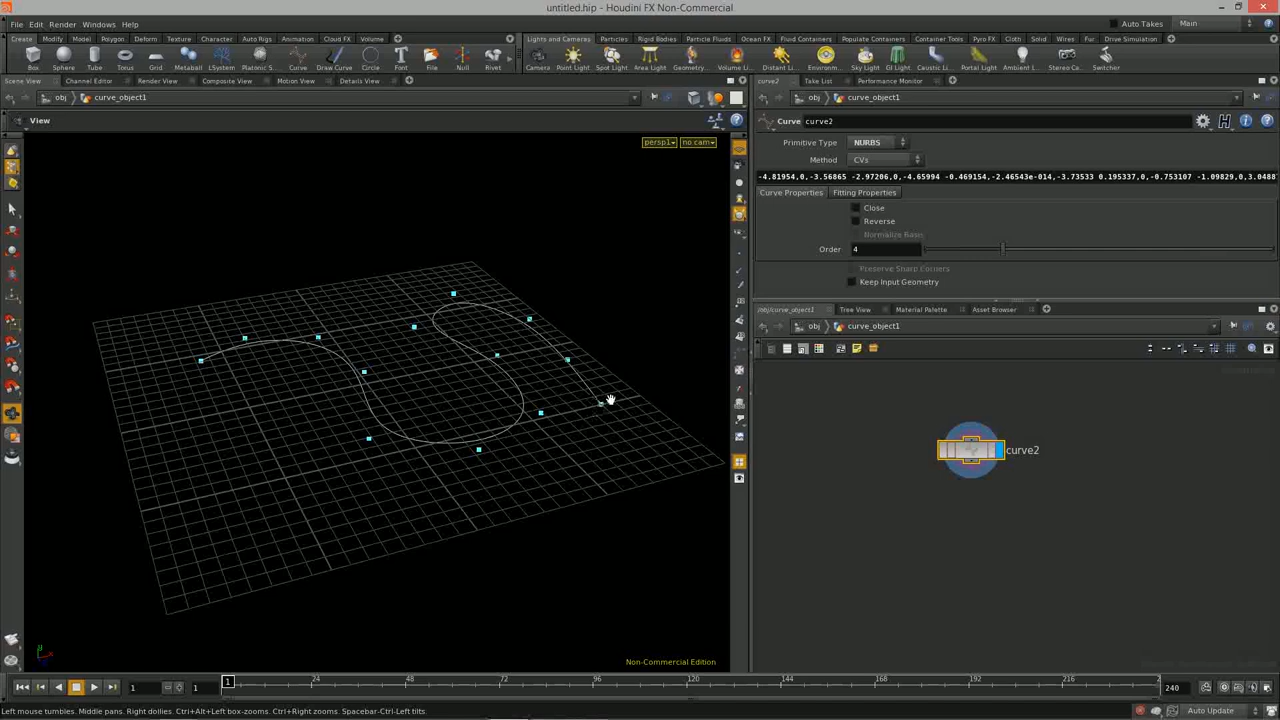 untitled.hip - Houdini FX Non-Commercial
File Edit Render Windows Help Auto Takes Main
Create Modify Model Polygon Deform Texture Character Auto Rigs Animation Cloud FX Volume
Lights and Cameras Particles Rigid Bodies Particle Fluids Ocean FX Fluid Containers Populate Containers Container Tools Pyro FX Cloth Solid Wires Fur Drive Simulation
Box Sphere Tube Torus Grid Metaball LSystem Platonic S... Curve Draw Curve Circle Font File Null Rivet
Camera Point Light Spot Light Area Light Geometry... Volume Li... Distant Li... Environm... Sky Light GI Light Caustic Li... Portal Light Ambient L... Stereo Ca... Switcher
Scene View Channel Editor Render View Composite View Motion View Details View
curve2 Take List Performance Monitor
obj curve_object1
obj curve_object1
View
Curve curve2
persp1 no cam
Primitive Type NURBS
Method CVs
-4.81954,0,-3.56865 -2.97206,0,-4.65994 -0.469154,-2.46543e-014,-3.73533 0.195337,0,-0.753107 -1.09829,0,3.0488
Curve Properties Fitting Properties
Close
Reverse
Order 4
Preserve Sharp Corners
Keep Input Geometry
/obj/curve_object1 Tree View Material Palette Asset Browser
obj curve_object1
curve2
Non-Commercial Edition
1 1 1 24 48 72 96 120 144 168 192 216 2 240
Left mouse tumbles. Middle pans. Right dollies. Ctrl+Alt+Left box-zooms. Ctrl+Right zooms. Spacebar-Ctrl-Left tilts.
Auto Update